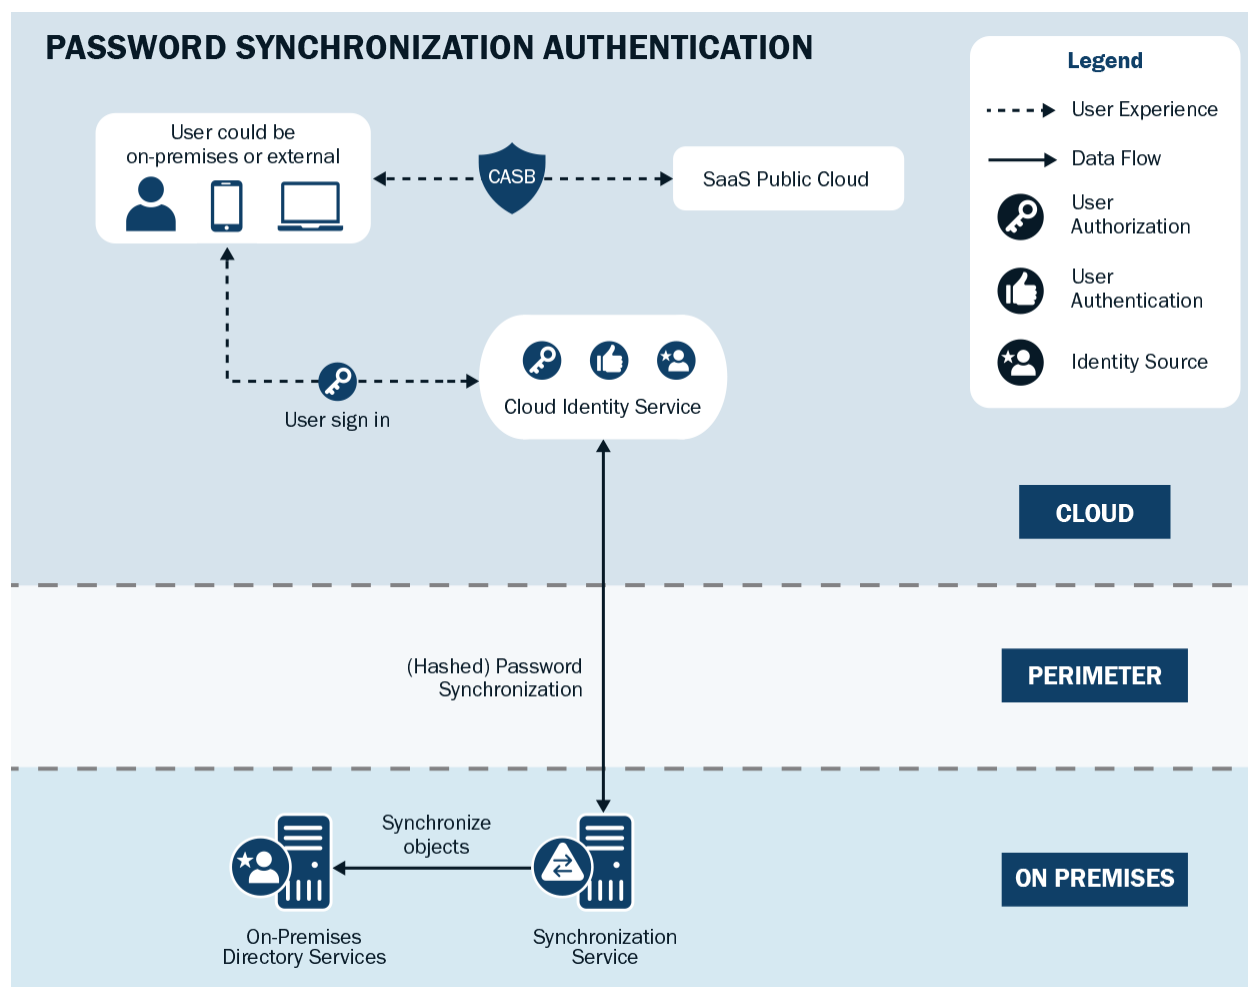 PASSWORD SYNCHRONIZATION AUTHENTICATION
User could be
on-premises or external
CASB
SaaS Public Cloud
Legend
User Experience
Data Flow
User
Authorization
User
Authentication
Identity Source
User sign in
Cloud Identity Service
CLOUD
(Hashed) Password
Synchronization
PERIMETER
Synchronize
objects
On-Premises
Directory Services
Synchronization
Service
ON PREMISES